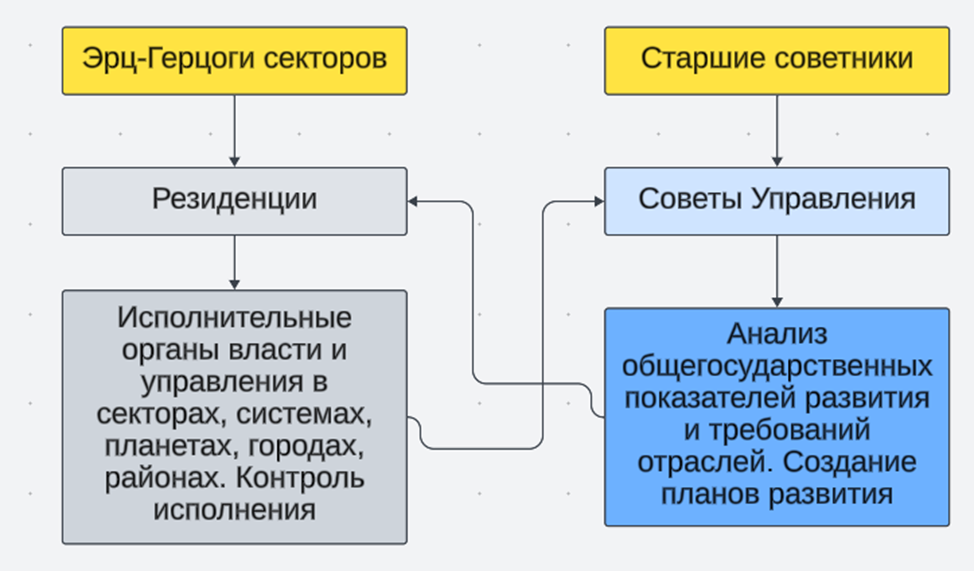 Эрц-Герцоги секторов
Старшие советники
Резиденции
Советы Управления
Исполнительные
органы власти и
управления в
секторах, системах,
планетах, городах,
районах. Контроль
исполнения
Анализ
общегосударственных
показателей развития
и требований
отраслей. Создание
планов развития